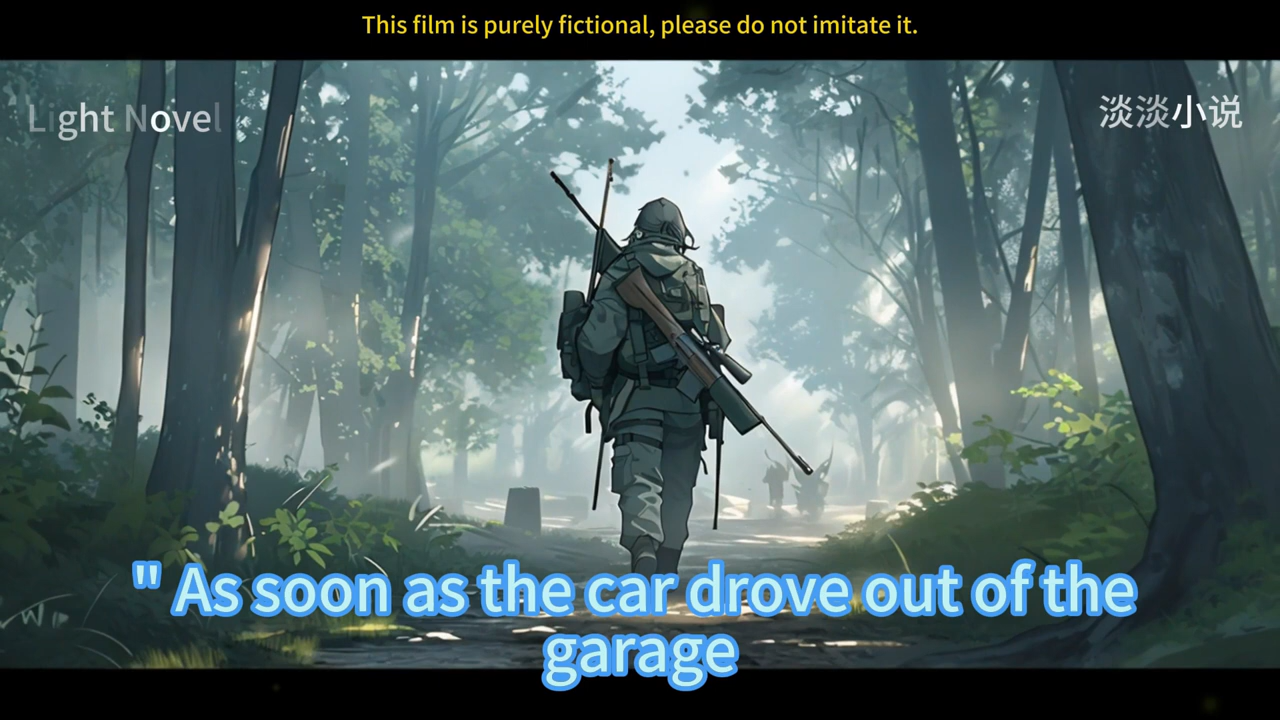 This film is purely fictional, please do not imitate it.
Light Novel
淡淡小说
" As soon as the car drove out of the
garage